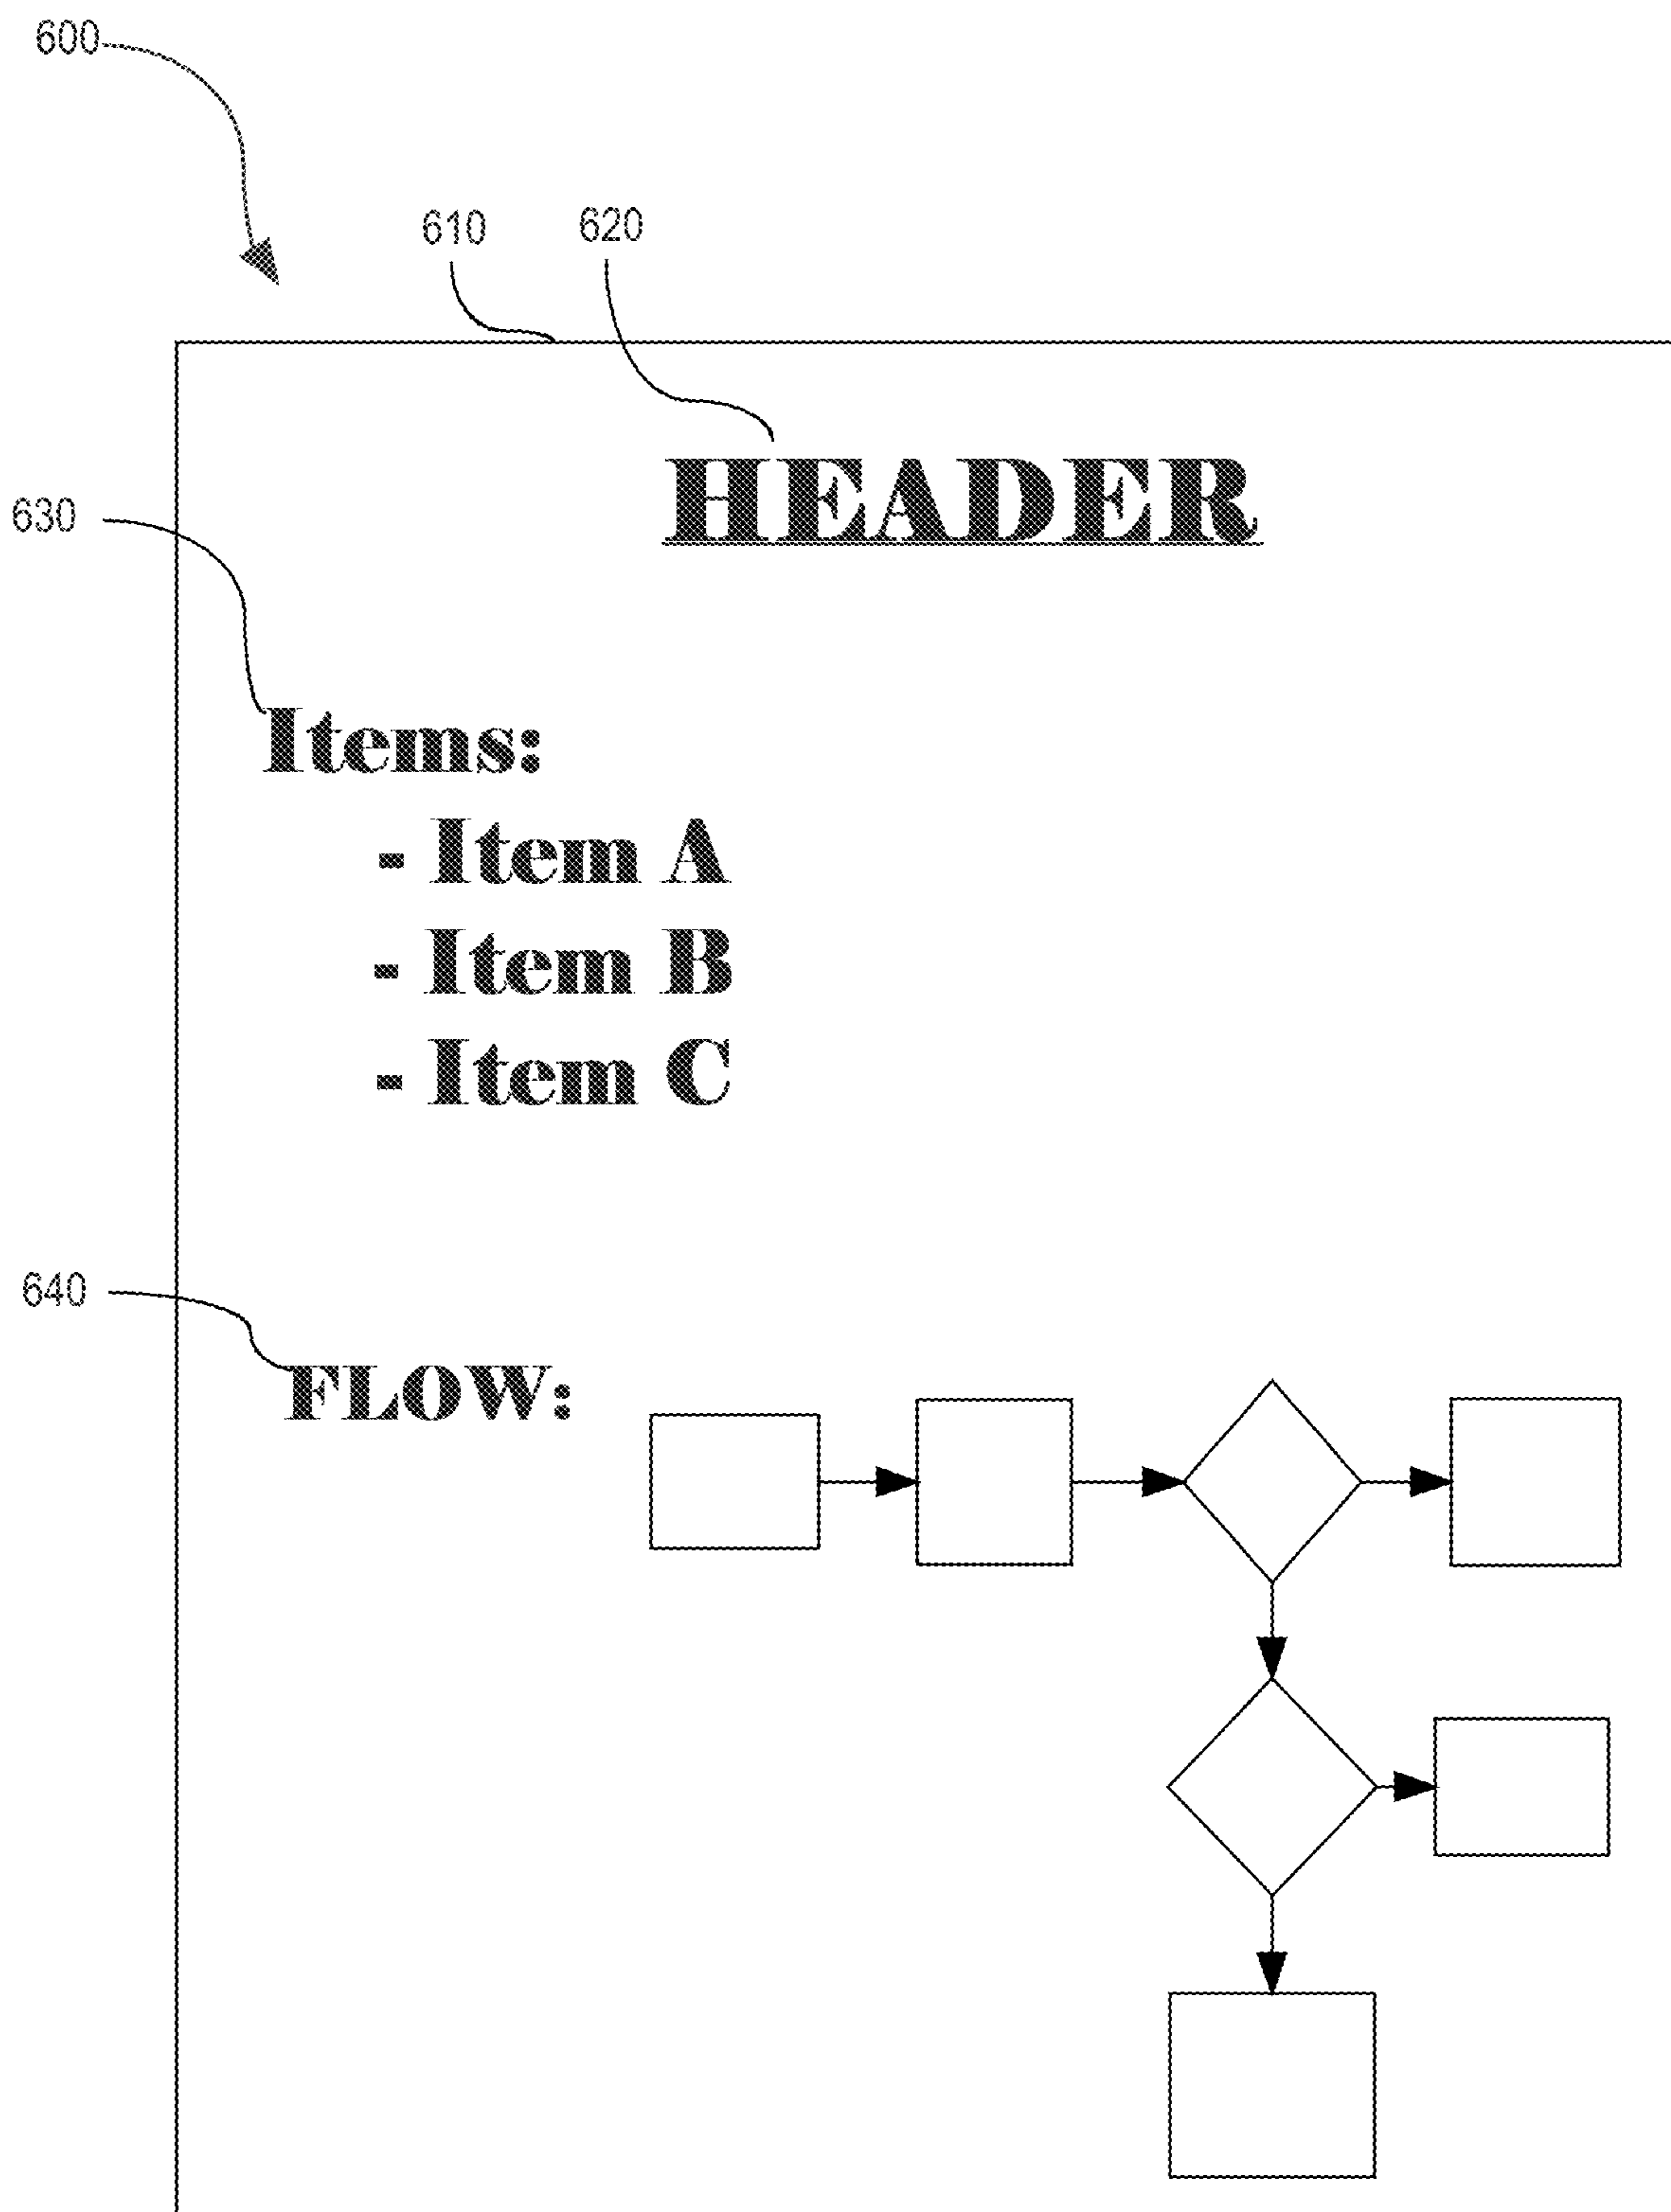 600
610 620
HEADER
630
Items:
- Item A
- Item B
- Item C
640
FLOW: